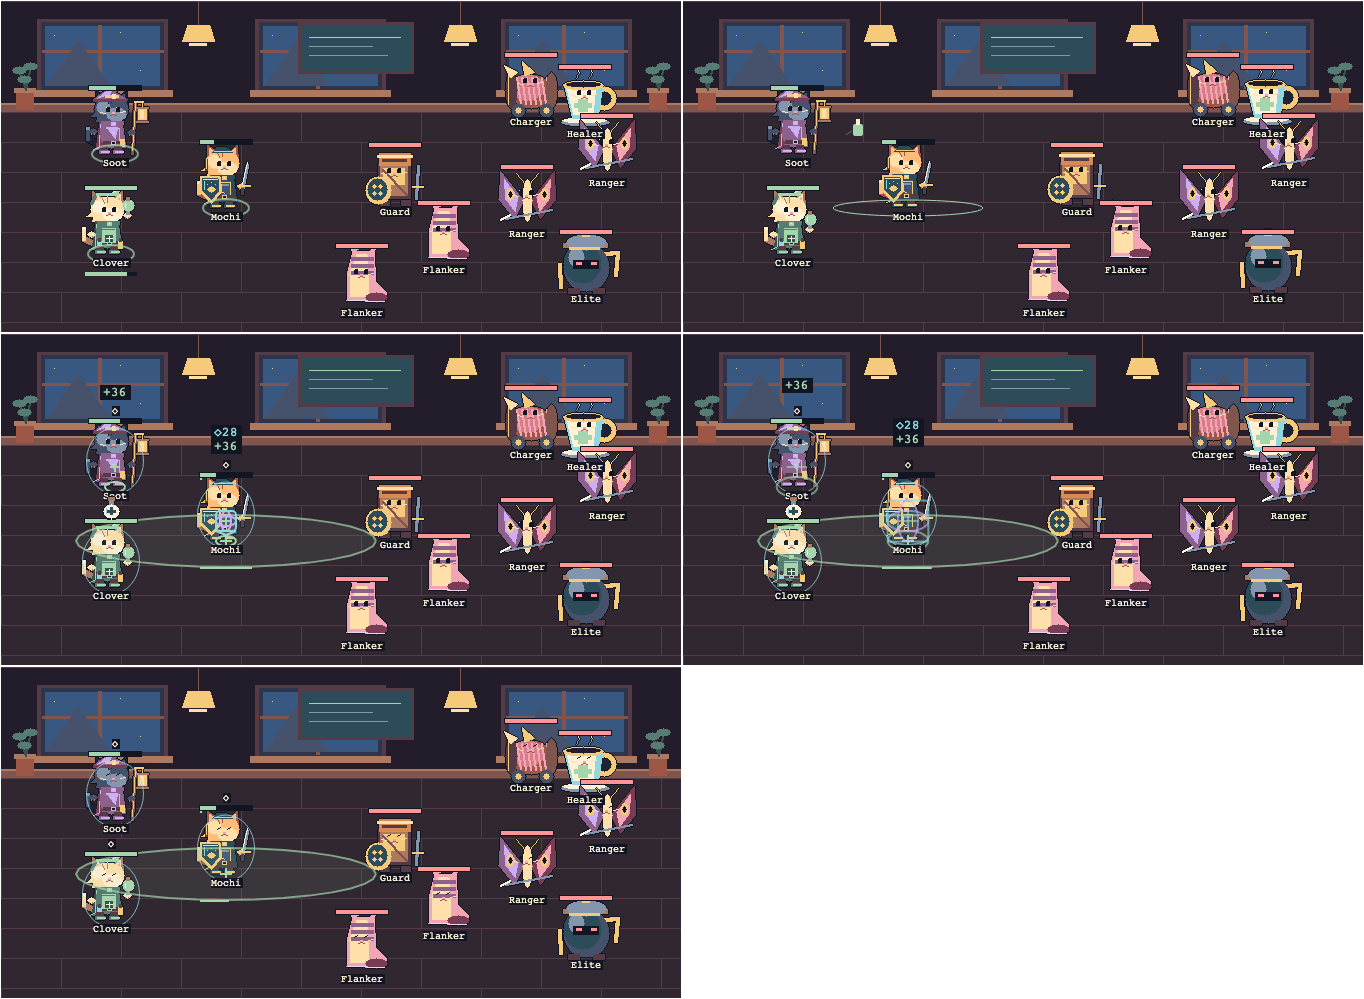 Charger
Healer
Soot
Ranger
Mochi
Guard
Ranger
Clover
Flanker
Elite
Flanker
Charger
Healer
Soot
Ranger
Mochi
Guard
Ranger
Clover
Flanker
Elite
Flanker
+36
◇28
+36
Charger
Healer
Soot
Ranger
Mochi
Guard
Ranger
Clover
Flanker
Elite
Flanker
+36
◇28
+36
Charger
Healer
Soot
Ranger
Mochi
Guard
Ranger
Clover
Flanker
Elite
Flanker
Charger
Healer
Soot
Ranger
Mochi
Guard
Ranger
Clover
Flanker
Elite
Flanker